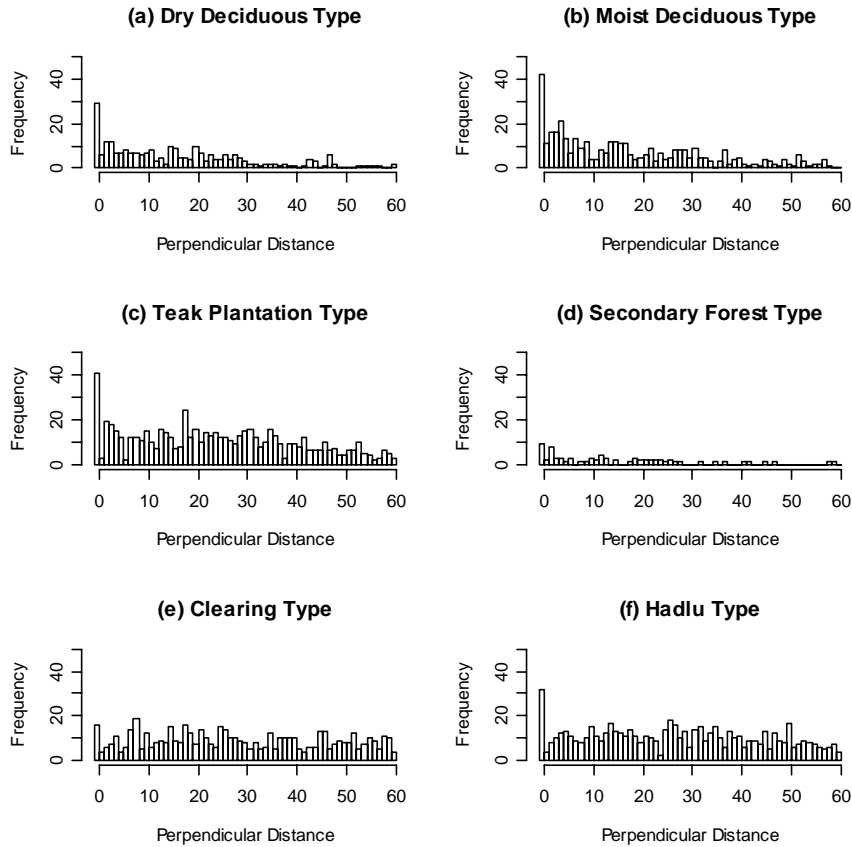 (a) Dry Deciduous Type
Frequency
0 20 40
0 10 20 30 40 50 60
Perpendicular Distance
(b) Moist Deciduous Type
Frequency
0 20 40
0 10 20 30 40 50 60
Perpendicular Distance
(c) Teak Plantation Type
Frequency
0 20 40
0 10 20 30 40 50 60
Perpendicular Distance
(d) Secondary Forest Type
Frequency
0 20 40
0 10 20 30 40 50 60
Perpendicular Distance
(e) Clearing Type
Frequency
0 20 40
0 10 20 30 40 50 60
Perpendicular Distance
(f) Hadlu Type
Frequency
0 20 40
0 10 20 30 40 50 60
Perpendicular Distance